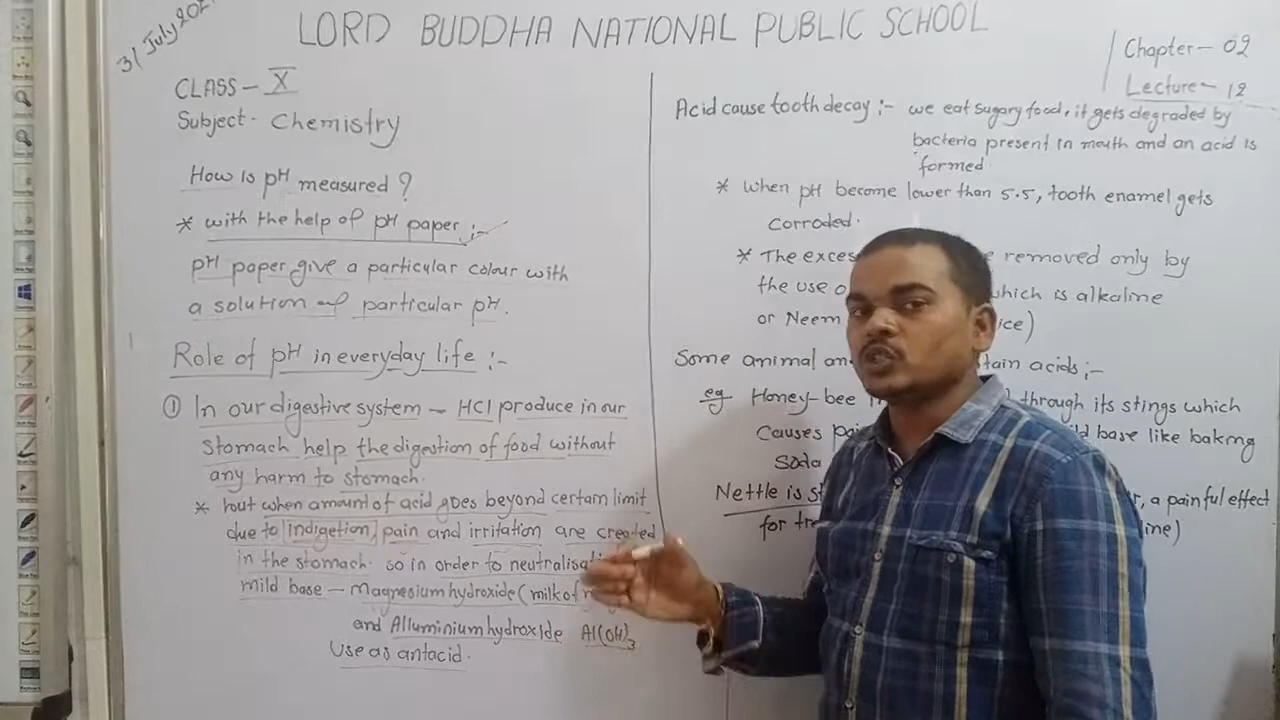 31 July 202
LORD BUDDHA NATIONAL PUBLIC SCHOOL
Chapter - 02
Lecture - 12
CLASS - X
Subject - Chemistry
How is pH measured ?
* with the help of pH paper :-
pH paper give a particular colour with
a solution of particular pH.
Role of pH in everyday life :-
① In our digestive system - HCl produce in our
stomach help the digestion of food without
any harm to stomach.
* but when amount of acid goes beyond certain limit
due to indigetion, pain and irritation are created
in the stomach. so in order to neutralisati
mild base - Magnesium hydroxide (milk of
and Alluminium hydroxide Al(OH)3
Use as antacid.
Acid cause tooth decay :- we eat sugary food, it gets degraded by
bacteria present in mouth and an acid is
formed.
* when pH become lower than 5.5, tooth enamel gets
corroded.
* The exces removed only by
the use which is alkaline
or Neem
Some animal an acids ;-
eg Honey-bee through its stings which
Causes base like baking
Soda
Nettle is a painful effect
for